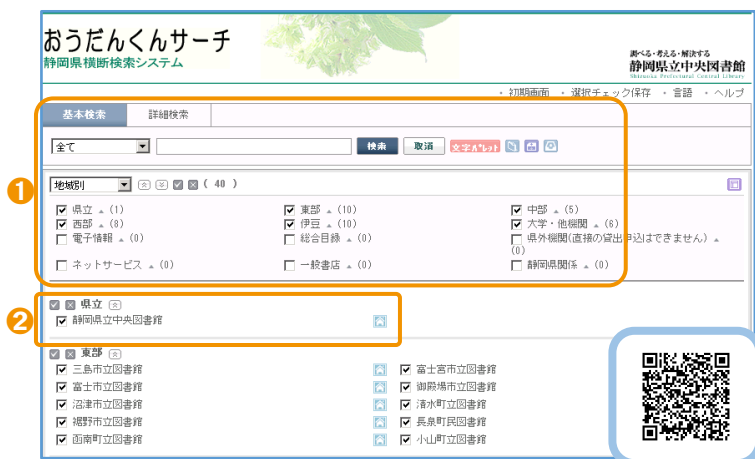 おうだんくんサーチ
静岡県横断検索システム
調べる・考える・解決する
静岡県立中央図書館
Shizuoka Prefectural Central Library
・初期画面 ・選択チェック保存 ・言語 ・ヘルプ
基本検索 詳細検索
全て 検索 取消 文字パレット
❶
地域別 ( 40 )
県立 (1) 東部 (10) 中部 (5)
西部 (8) 伊豆 (10) 大学・他機関 (6)
電子情報 (0) 総合目録 (0) 県外機関(直接の貸出申込はできません)
(0)
ネットサービス (0) 一般書店 (0) 静岡県関係 (0)
❷
県立
静岡県立中央図書館
東部
三島市立図書館 富士宮市立図書館
富士市立図書館 御殿場市立図書館
沼津市立図書館 清水町立図書館
裾野市立図書館 長泉町民図書館
函南町立図書館 小山町立図書館